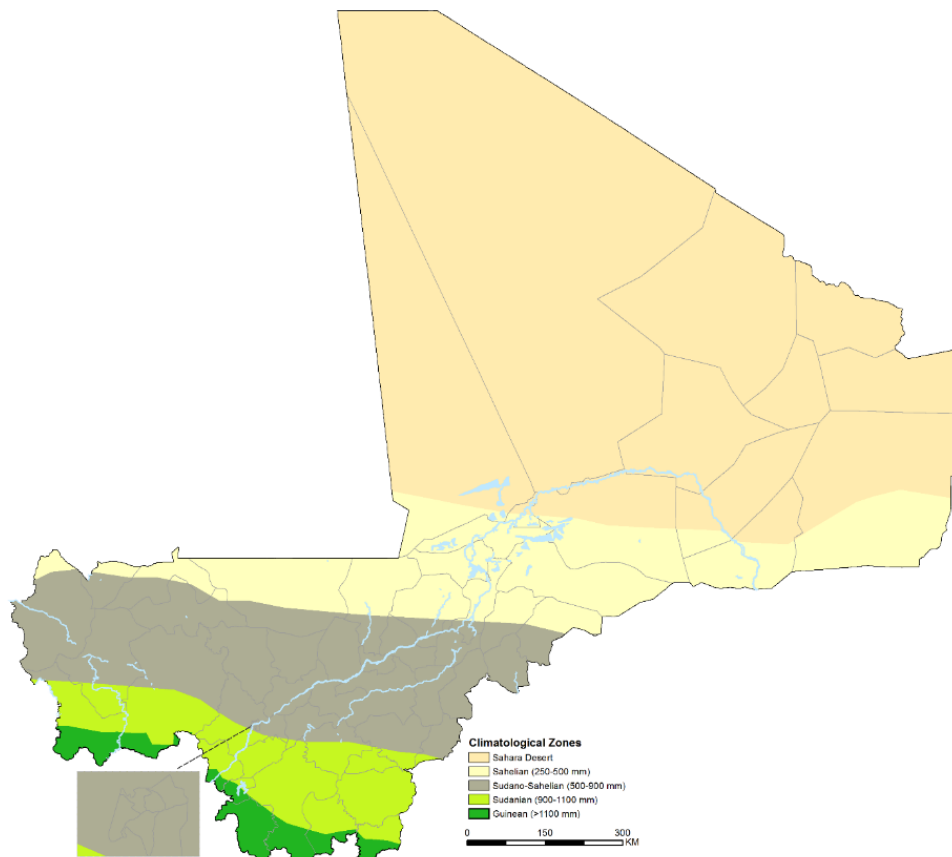 Climatological Zones
Sahara Desert
Sahelian (250-500 mm)
Sudano-Sahelian (500-900 mm)
Sudanian (900-1100 mm)
Guinean (>1100 mm)
0 150 300
KM